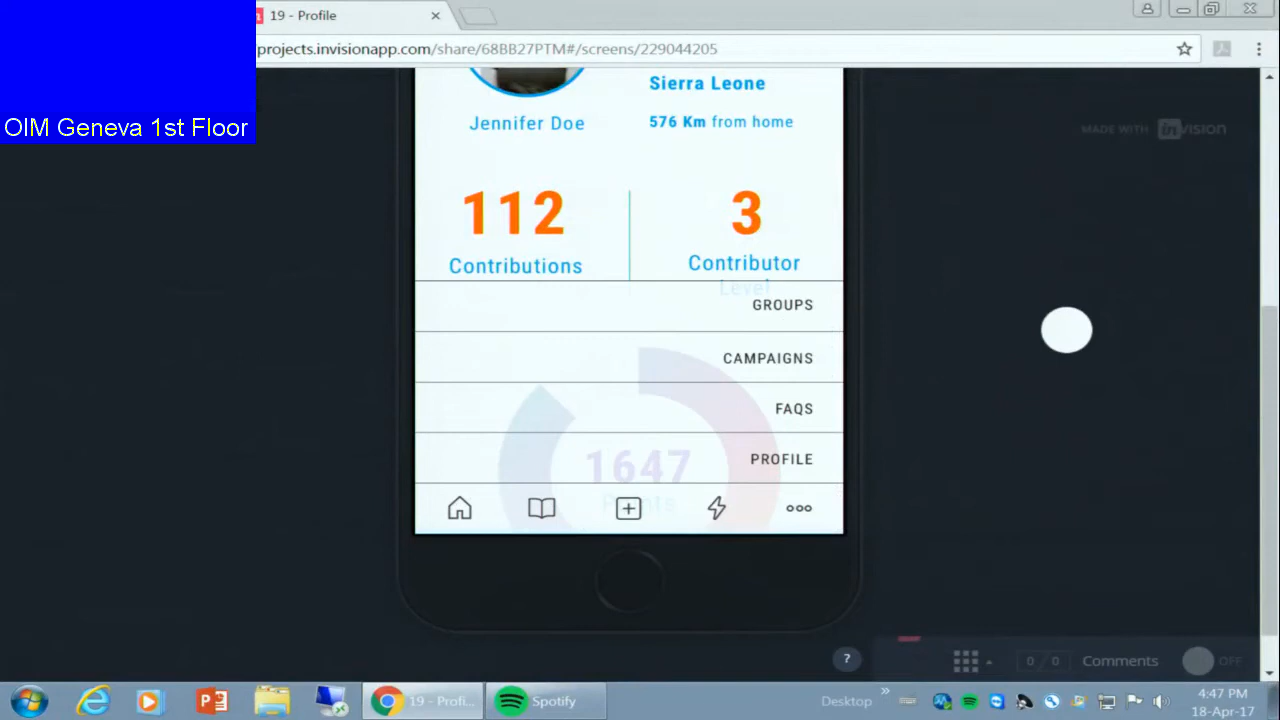 19 - Profile
projects.invisionapp.com/share/68BB27PTM#/screens/229044205
OIM Geneva 1st Floor
Sierra Leone
Jennifer Doe
576 Km from home
MADE WITH invision
112
Contributions
3
Contributor
Level
GROUPS
CAMPAIGNS
FAQS
PROFILE
1647
Points
?
0 / 0
Comments
OFF
19 - Profi...
Spotify
Desktop
4:47 PM
18-Apr-17